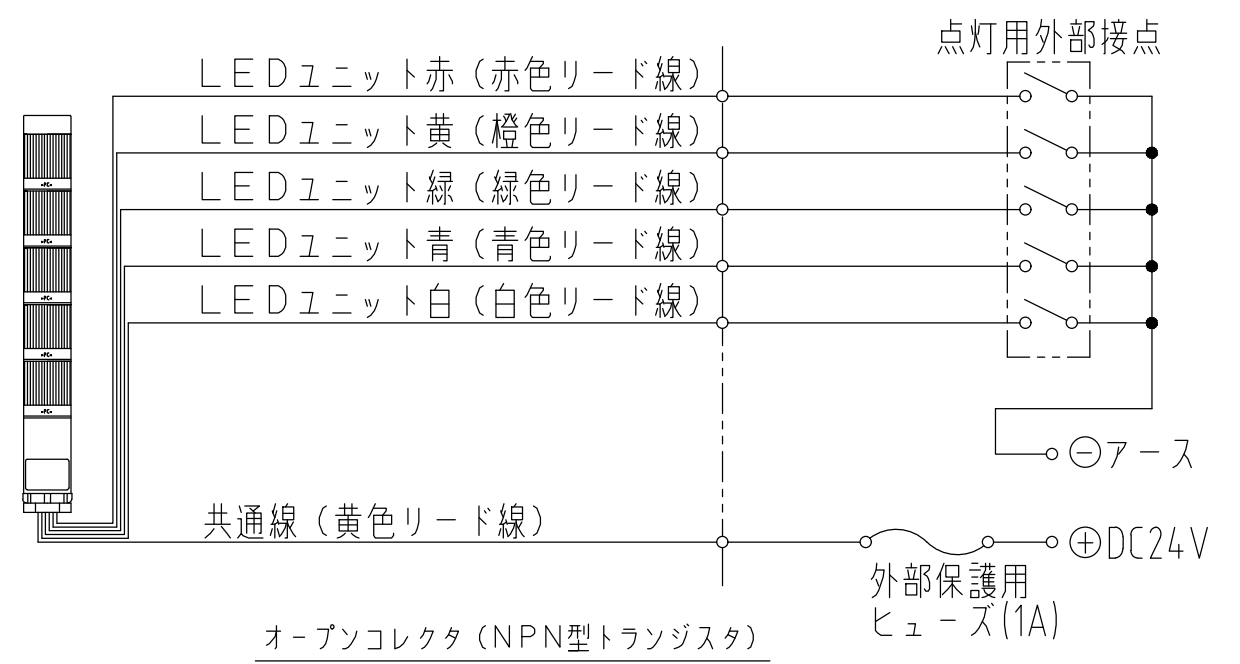 点灯用外部接点
LEDユニット赤(赤色リード線)
LEDユニット黄(橙色リード線)
LEDユニット緑(緑色リード線)
LEDユニット青(青色リード線)
LEDユニット白(白色リード線)
⊖アース
共通線(黄色リード線)
⊕DC24V
外部保護用
ヒューズ(1A)
オープンコレクタ(NPN型トランジスタ)